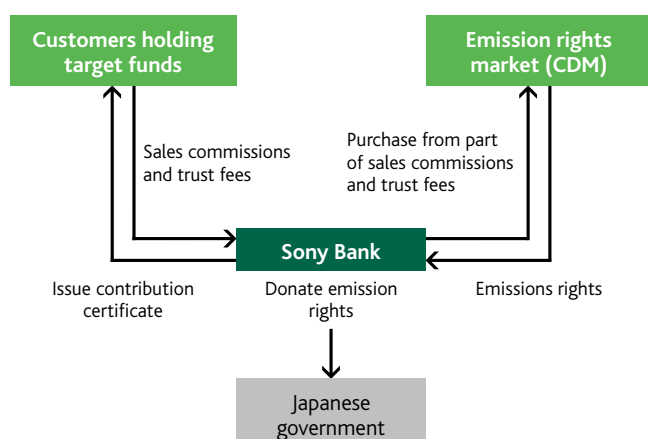 Customers holding
target funds
Emission rights
market (CDM)
Sales commissions
and trust fees
Purchase from part
of sales commissions
and trust fees
Sony Bank
Issue contribution
certificate
Donate emission
rights
Emissions rights
Japanese
government